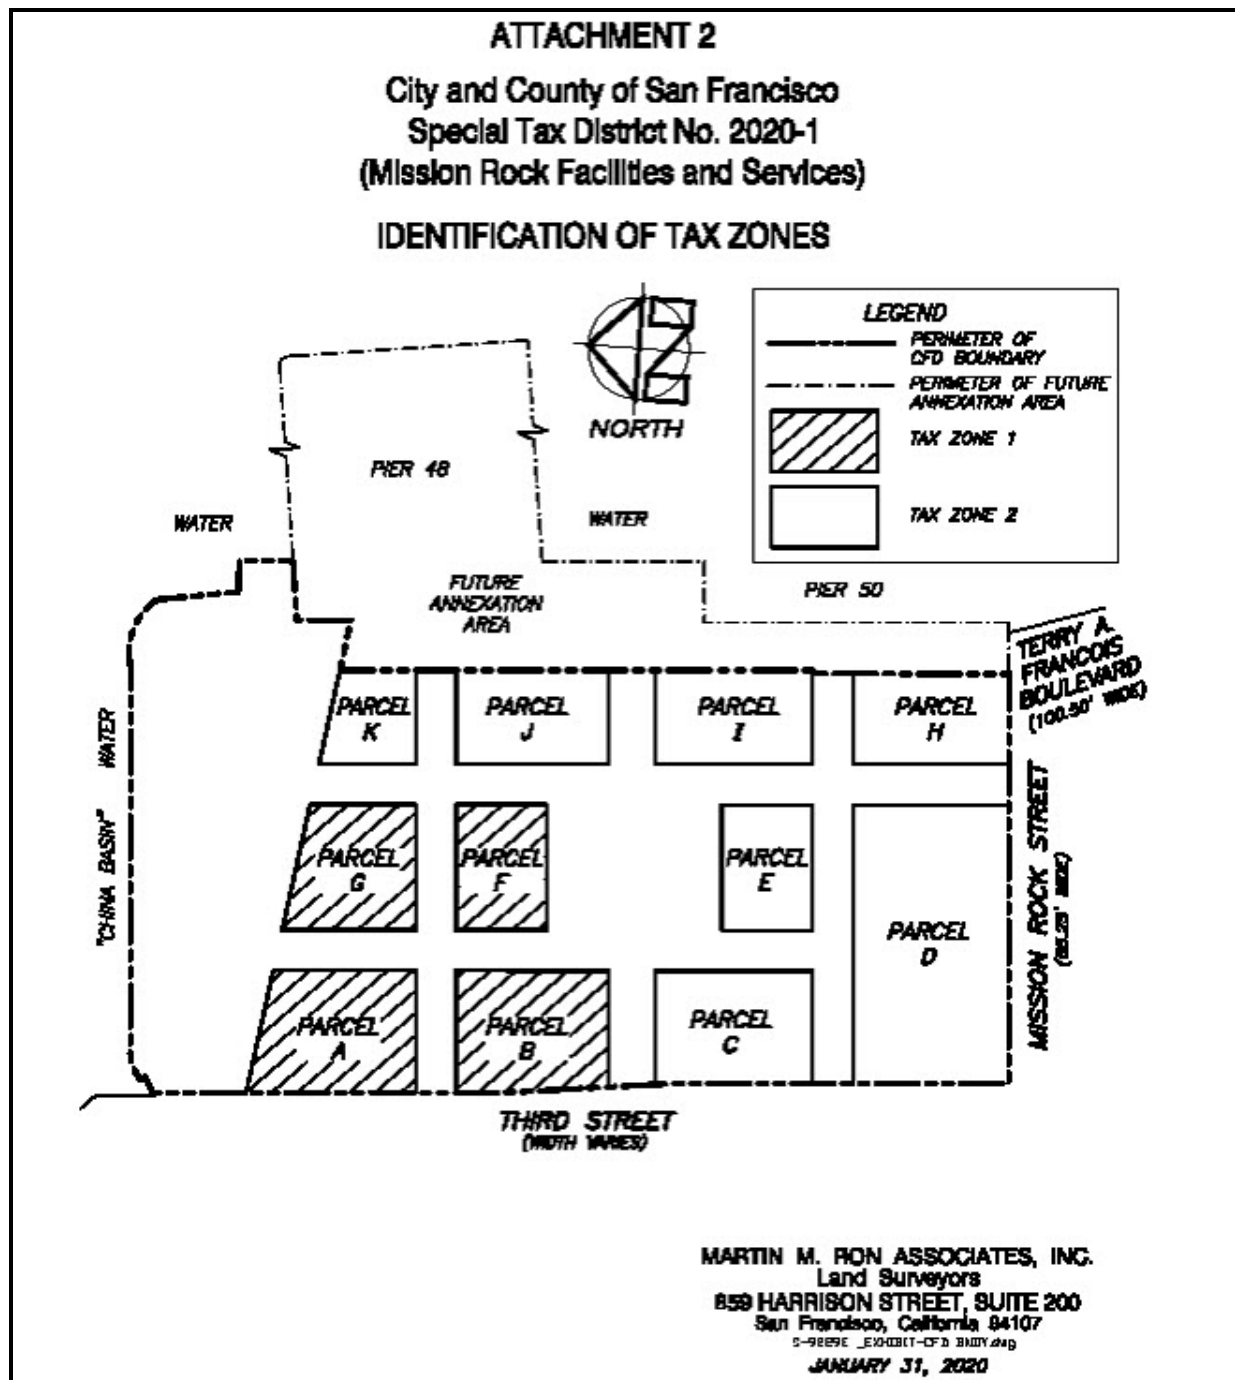 ATTACHMENT 2
City and County of San Francisco
Special Tax District No. 2020-1
(Mission Rock Facilities and Services)
IDENTIFICATION OF TAX ZONES
NORTH
LEGEND
PERIMETER OF
CFD BOUNDARY
PERIMETER OF FUTURE
ANNEXATION AREA
TAX ZONE 1
TAX ZONE 2
PIER 48
WATER
WATER
FUTURE
ANNEXATION
AREA
PIER 50
TERRY A.
FRANCOIS
BOULEVARD
(100.50' WIDE)
WATER
"CHINA BASIN"
PARCEL
K
PARCEL
J
PARCEL
I
PARCEL
H
PARCEL
G
PARCEL
F
PARCEL
E
PARCEL
D
PARCEL
A
PARCEL
B
PARCEL
C
MISSION ROCK STREET
WIDE)
THIRD STREET
(WIDTH VARIES)
MARTIN M. RON ASSOCIATES, INC.
Land Surveyors
859 HARRISON STREET, SUITE 200
San Francisco, California 94107
JANUARY 31, 2020